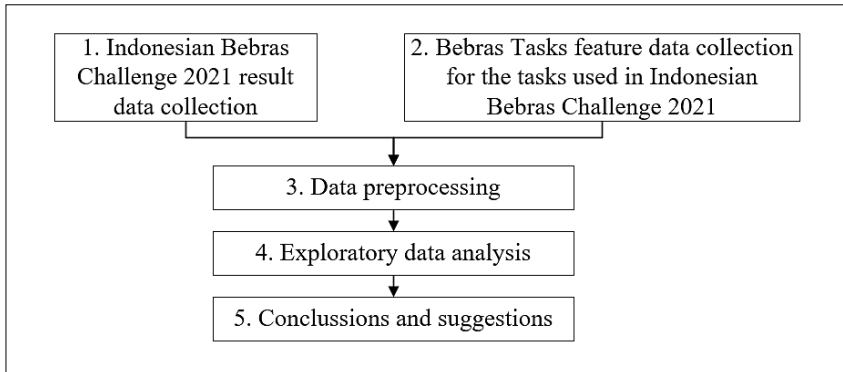 1. Indonesian Bebras
Challenge 2021 result
data collection
2. Bebras Tasks feature data collection
for the tasks used in Indonesian
Bebras Challenge 2021
3. Data preprocessing
4. Exploratory data analysis
5. Conclussions and suggestions